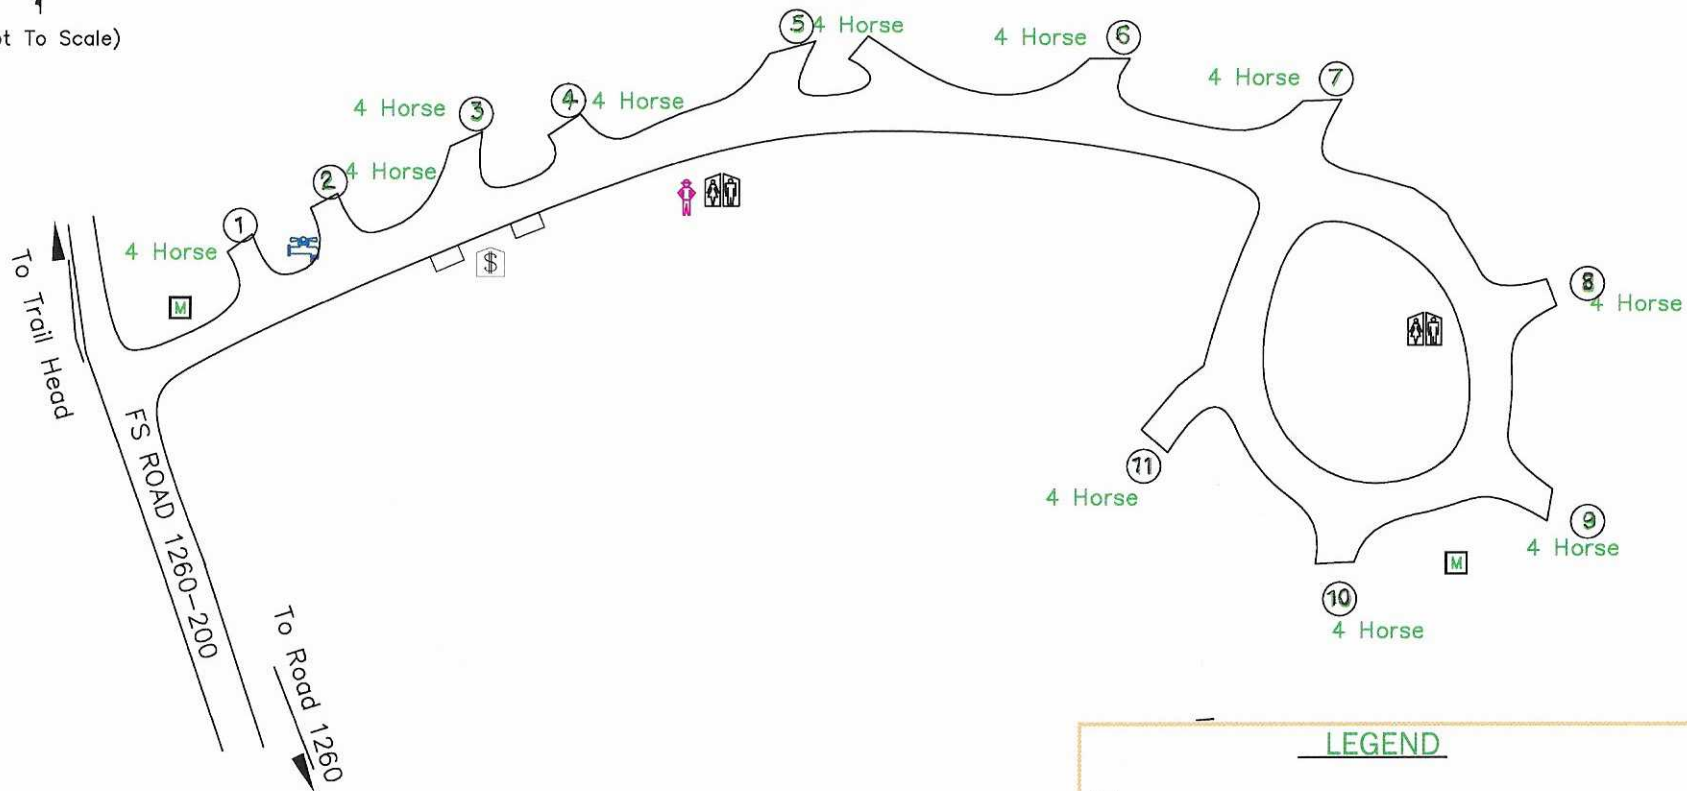 ot To Scale)
5 4 Horse
4 Horse 6
4 Horse 7
4 Horse 3
4 4 Horse
2 4 Horse
1
4 Horse
M
$
To Trail Head
FS ROAD 1260-200
To Road 1260
8
4 Horse
11
4 Horse
9
4 Horse
M
10
4 Horse
LEGEND